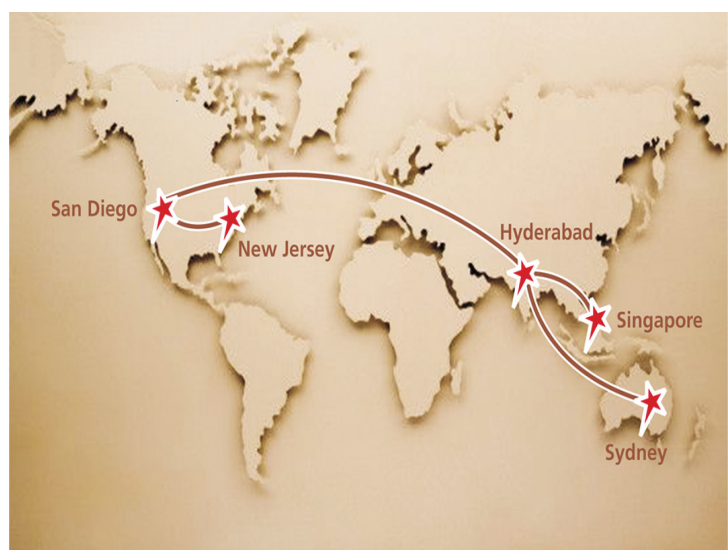 San Diego
New Jersey
Hyderabad
Singapore
Sydney